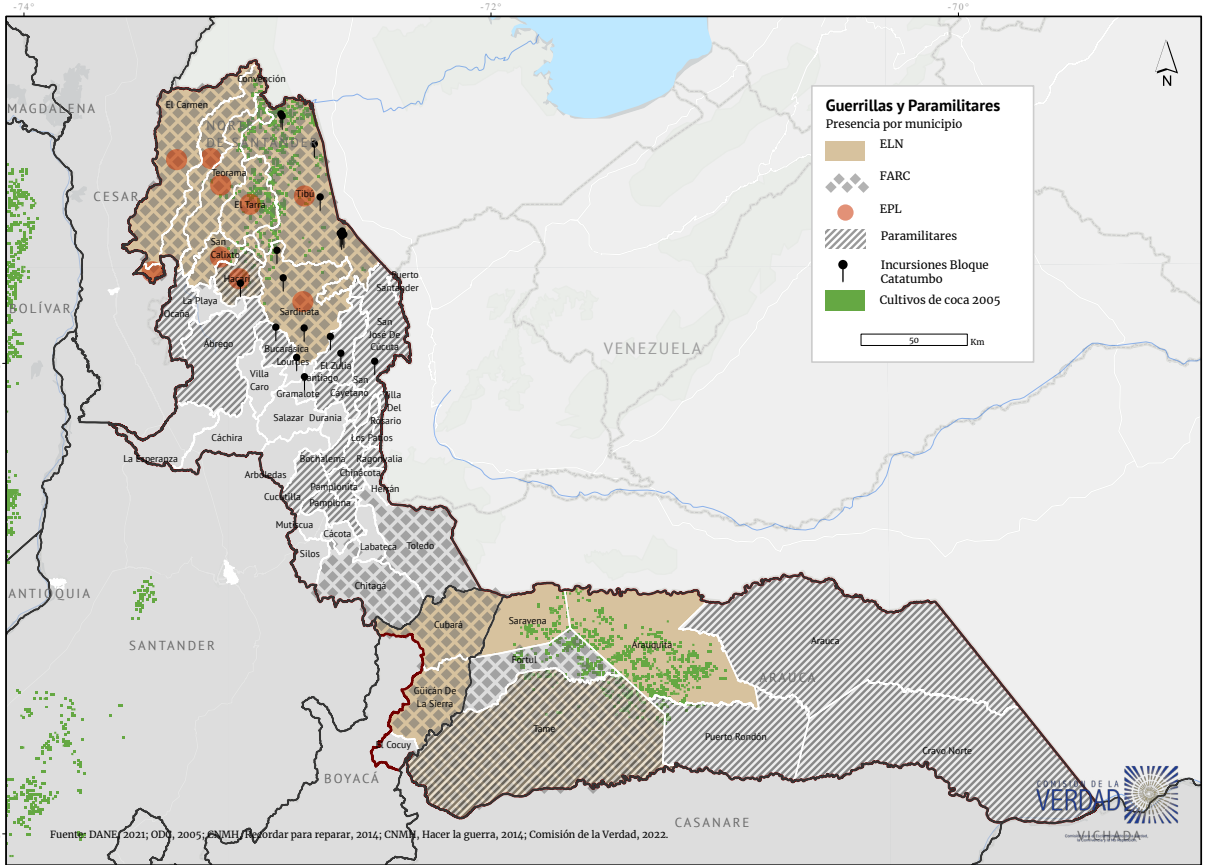 -74°
-72°
-70°
N
Guerrillas y Paramilitares
Presencia por municipio
ELN
FARC
EPL
Paramilitares
Incursiones Bloque
Catatumbo
Cultivos de coca 2005
50
Km
MAGDALENA
CESAR
BOLÍVAR
ANTIOQUIA
SANTANDER
BOYACÁ
CASANARE
VICHADA
ARAUCA
VENEZUELA
NORTE
DE SANTANDER
Convención
El Carmen
Teorama
El Tarra
Tibú
San
Calixto
Hacarí
La Playa
Ocaña
Abrego
Sardinata
Puerto
Santander
San
José De
Cúcuta
Bucarásica
Lourdes
El Zulia
Santiago
San
Cayetano
Villa
Caro
Gramalote
Villa
Del
Rosario
Salazar
Durania
Los Patios
Cáchira
La Esperanza
Arboledas
Bochalema
Ragonvalia
Chinácota
Cucutilla
Pamplonita
Herrán
Pamplona
Mutiscua
Cácota
Silos
Labateca
Toledo
Chitagá
Cubará
Saravena
Arauquita
Arauca
Fortul
Güicán De
La Sierra
El Cocuy
Tame
Puerto Rondón
Cravo Norte
COMISIÓN DE LA
VERDAD
Fuente: DANE, 2021; ODC, 2005; CNMH, Recordar para reparar, 2014; CNMH, Hacer la guerra, 2014; Comisión de la Verdad, 2022.